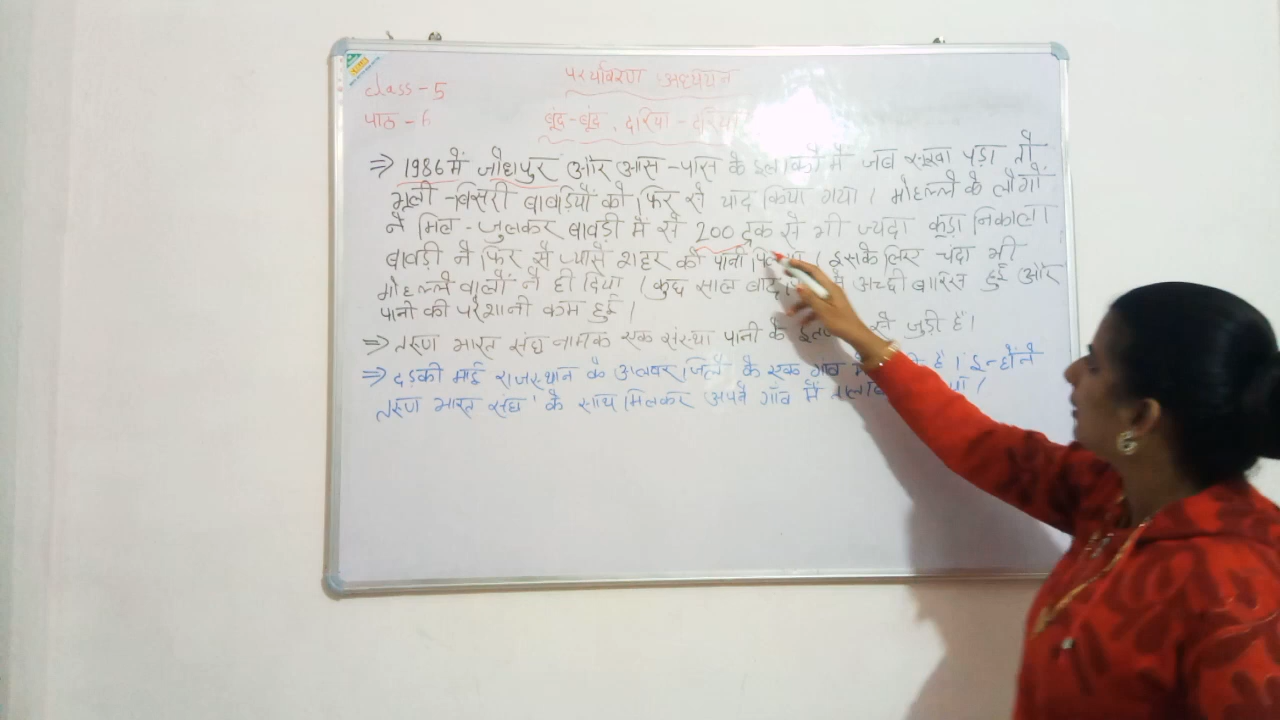 class-5
पर्यावरण अध्ययन
पाठ - 6
बूंद-बूंद, दरिया - दरिया
⇒ 1986 में जोधपुर और आस-पास के इलाकों में जब सूखा पड़ा तो
भूली-बिसरी बावड़ियों को फिर से याद किया गया। मोहल्ले के लोगों
ने मिल-जुलकर बावड़ी में से 200 ट्रक से भी ज्यदा कूड़ा निकाला
बावड़ी ने फिर से प्यासे शहर को पानी । इसके लिए चंदा भी
मोहल्ले वालों ने ही दिया । कुछ साल बाद में अच्छी बारिस हुई और
पानी की परेशानी कम हुई।
⇒ तरुण भारत संघ नामक एक संस्था पानी के से जुड़ी है।
⇒ दड़की माई राजस्थान के अलवर जिले के एक गाँव है । इन्होंने
तरुण भारत संघ ' के साथ मिलकर अपने गाँव में ।